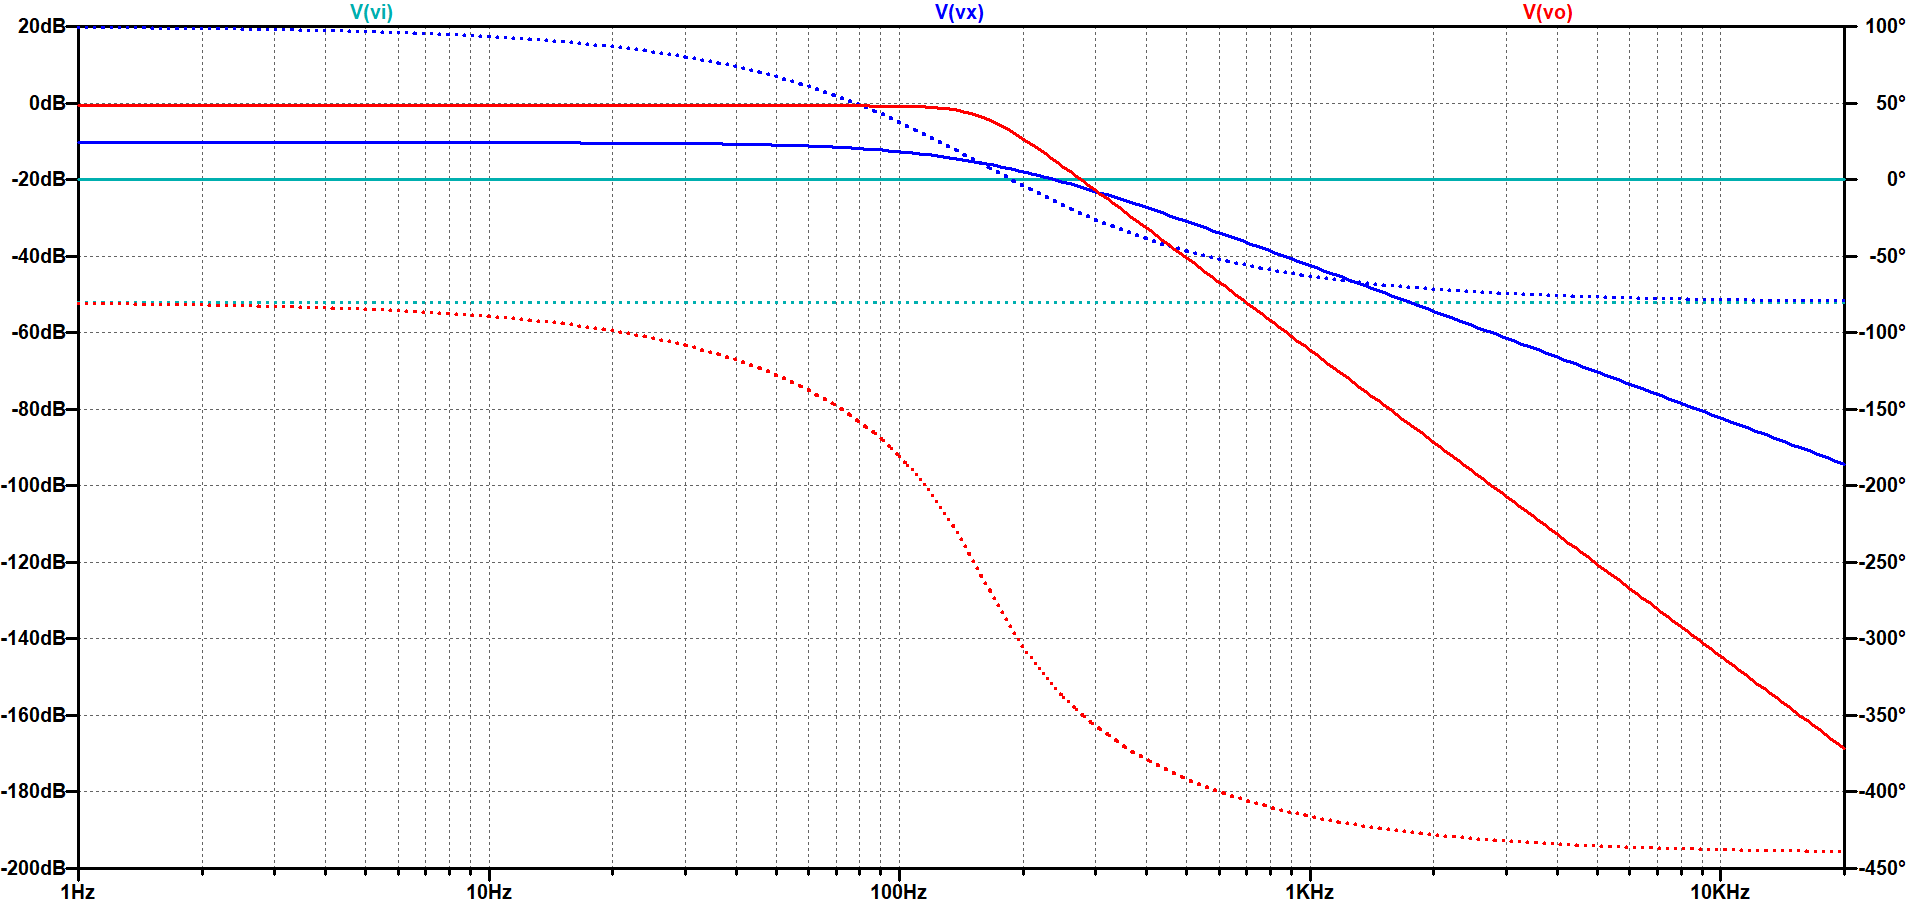 V(vi) V(vx) V(vo)
20dB 100°
0dB 50°
-20dB 0°
-40dB -50°
-60dB -100°
-80dB -150°
-100dB -200°
-120dB -250°
-140dB -300°
-160dB -350°
-180dB -400°
-200dB -450°
1Hz 10Hz 100Hz 1KHz 10KHz